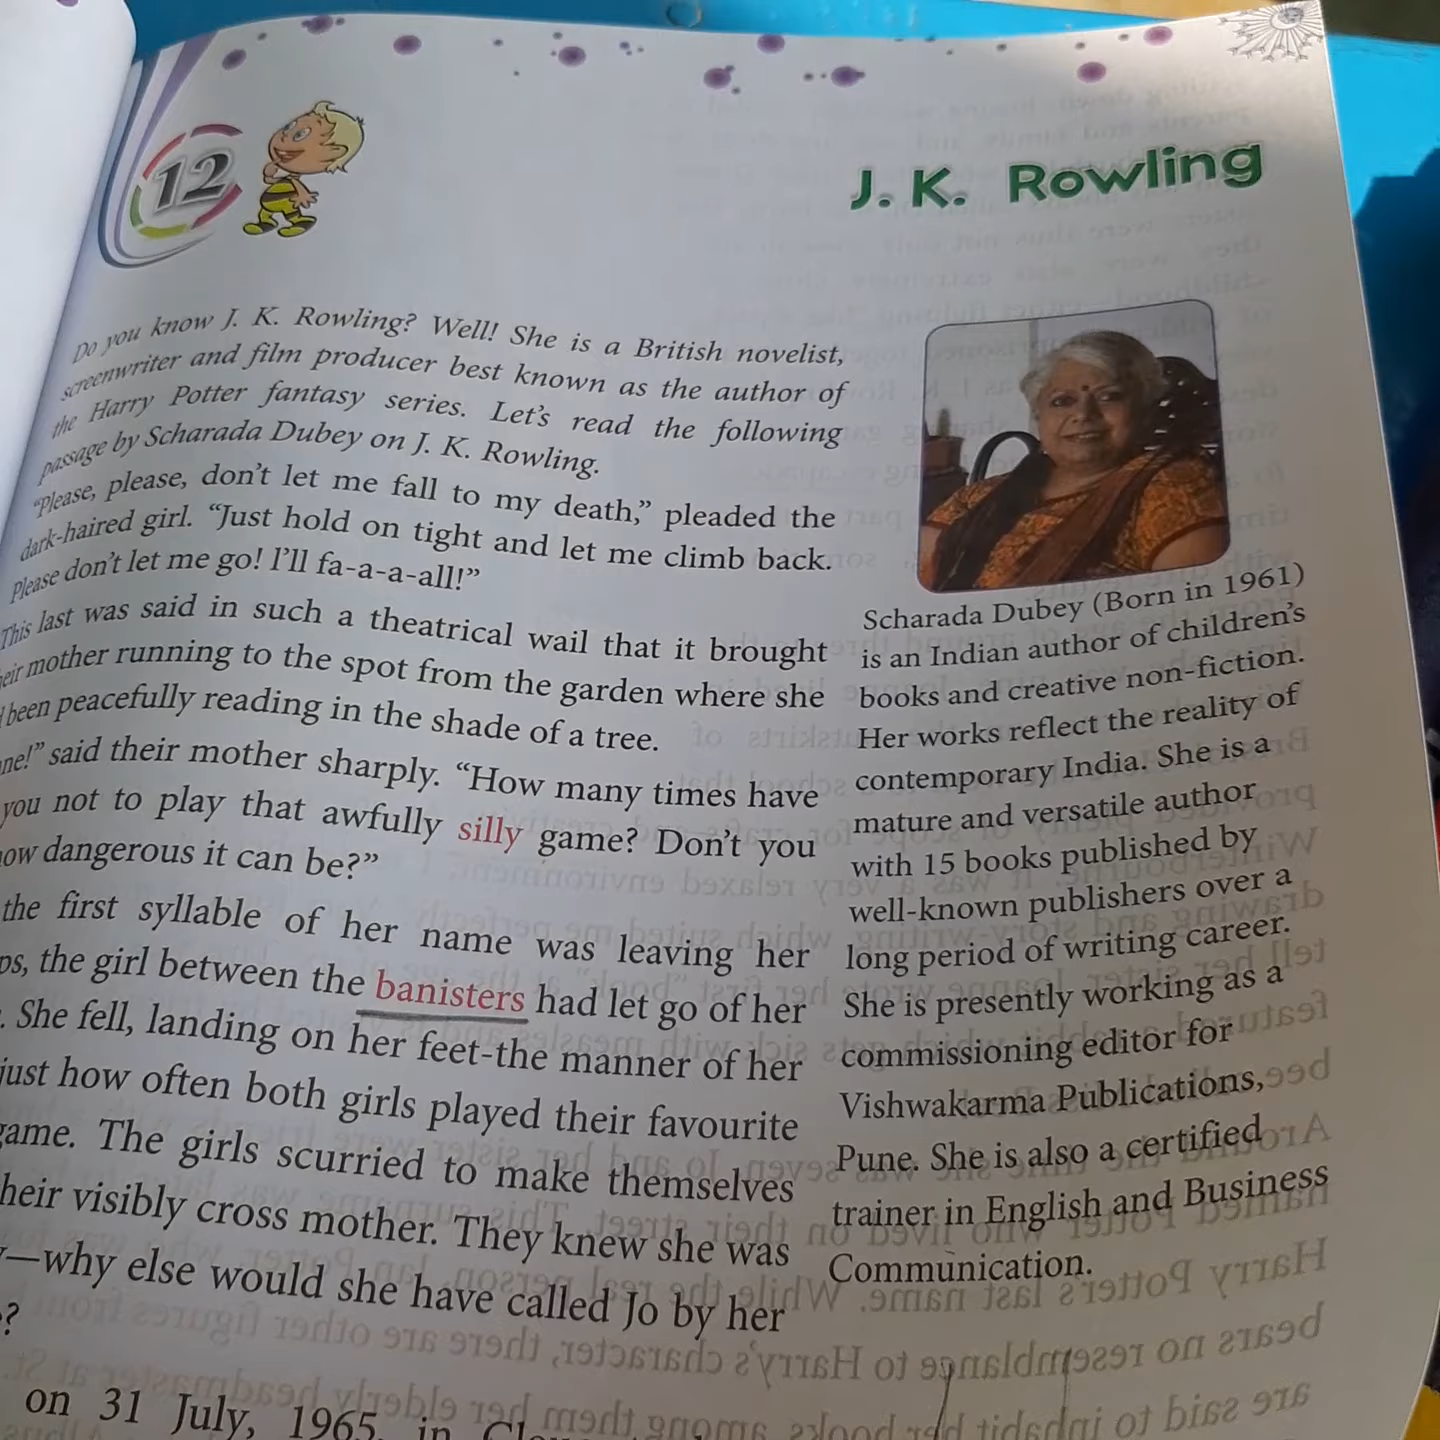 12
J. K. Rowling
Do you know J. K. Rowling? Well! She is a British novelist,
screenwriter and film producer best known as the author of
the Harry Potter fantasy series. Let's read the following
passage by Scharada Dubey on J. K. Rowling.
"Please, please, don't let me fall to my death," pleaded the
dark-haired girl. "Just hold on tight and let me climb back.
Please don't let me go! I'll fa-a-a-all!"
This last was said in such a theatrical wail that it brought
mother running to the spot from the garden where she
been peacefully reading in the shade of a tree.
said their mother sharply. "How many times have
you not to play that awfully silly game? Don't you
dangerous it can be?"
the first syllable of her name was leaving her
the girl between the banisters had let go of her
She fell, landing on her feet-the manner of her
just how often both girls played their favourite
The girls scurried to make themselves
visibly cross mother. They knew she was
—why else would she have called Jo by her
?
on 31 July, 1965, in
Scharada Dubey (Born in 1961)
is an Indian author of children's
books and creative non-fiction.
Her works reflect the reality of
contemporary India. She is a
mature and versatile author
with 15 books published by
well-known publishers over a
long period of writing career.
She is presently working as a
commissioning editor for
Vishwakarma Publications,
Pune. She is also a certified
trainer in English and Business
Communication.